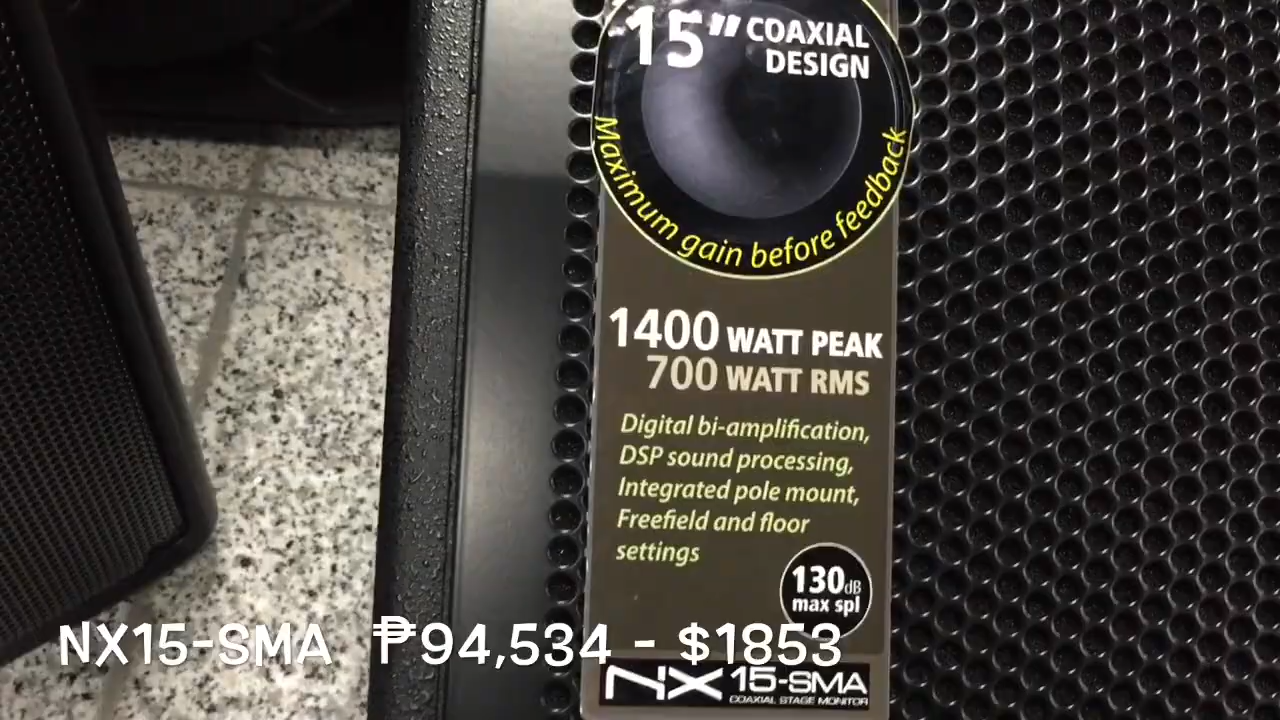 15" COAXIAL
DESIGN
Maximum gain before feedback
1400 WATT PEAK
700 WATT RMS
Digital bi-amplification,
DSP sound processing,
Integrated pole mount,
Freefield and floor
settings
130dB
max spl
NX15-SMA ₱94,534 - $1853
NX 15-SMA
COAXIAL STAGE MONITOR